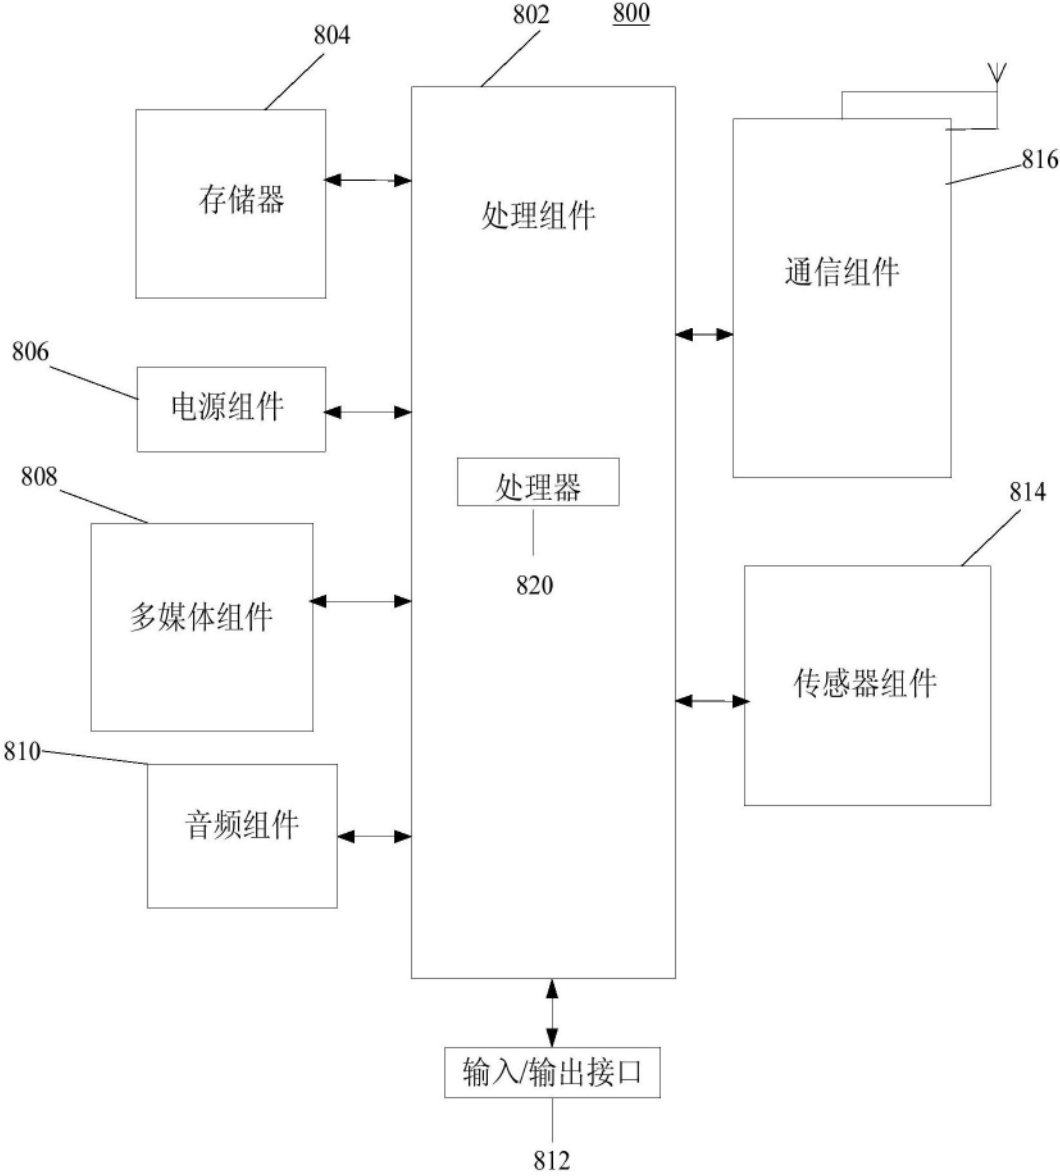 802
800
804
816
存储器
处理组件
通信组件
806
电源组件
808
处理器
814
820
多媒体组件
传感器组件
810
音频组件
输入/输出接口
812